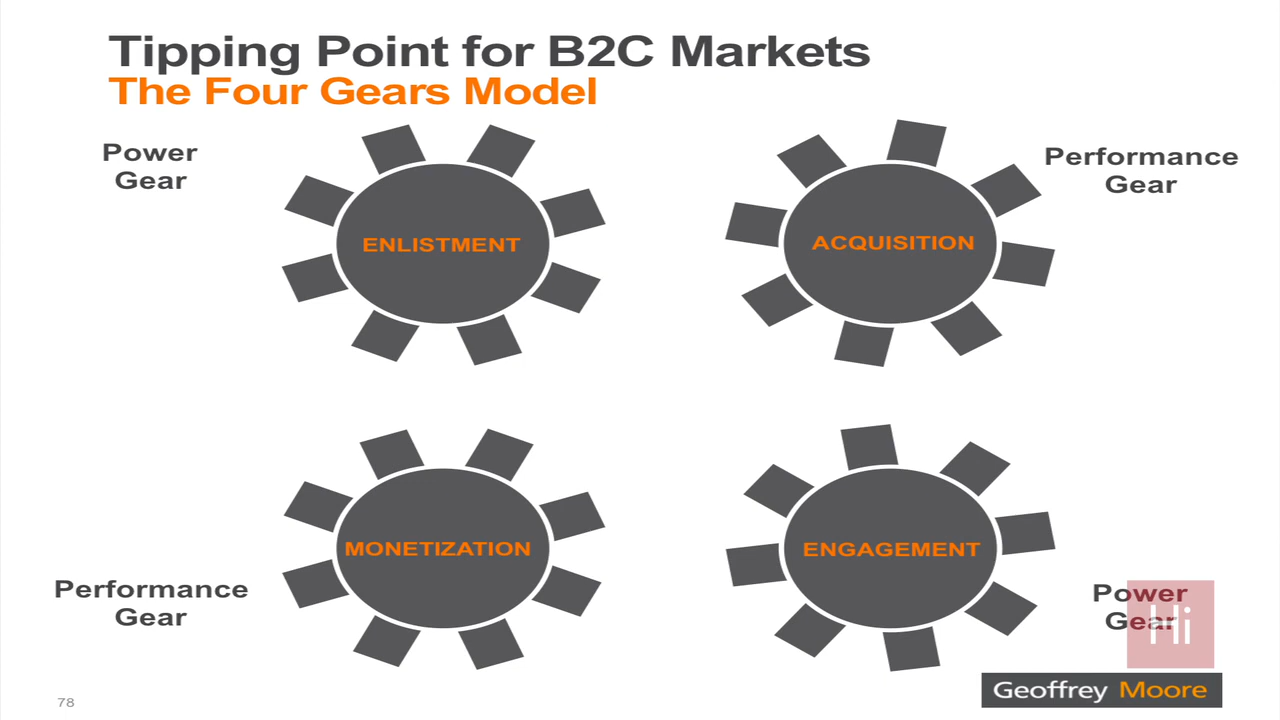 Tipping Point for B2C Markets
The Four Gears Model
Power
Gear
ENLISTMENT
ACQUISITION
Performance
Gear
MONETIZATION
ENGAGEMENT
Performance
Gear
Power
Gear
Hi
Geoffrey Moore
78